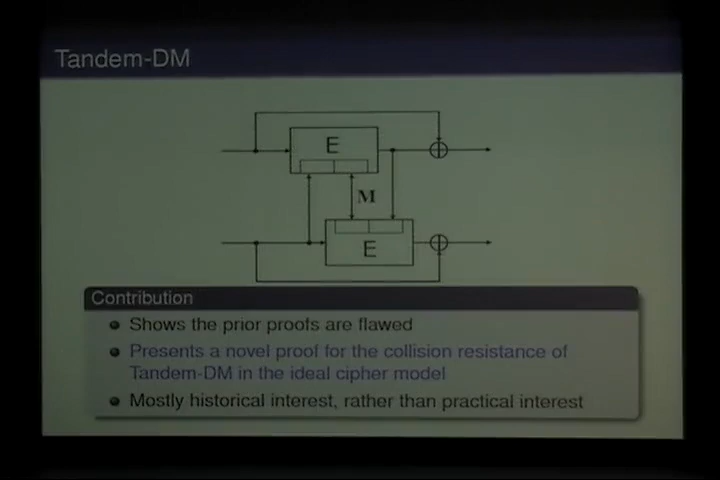 Tandem-DM
E
M
E
Contribution
Shows the prior proofs are flawed
Presents a novel proof for the collision resistance of
Tandem-DM in the ideal cipher model
Mostly historical interest, rather than practical interest